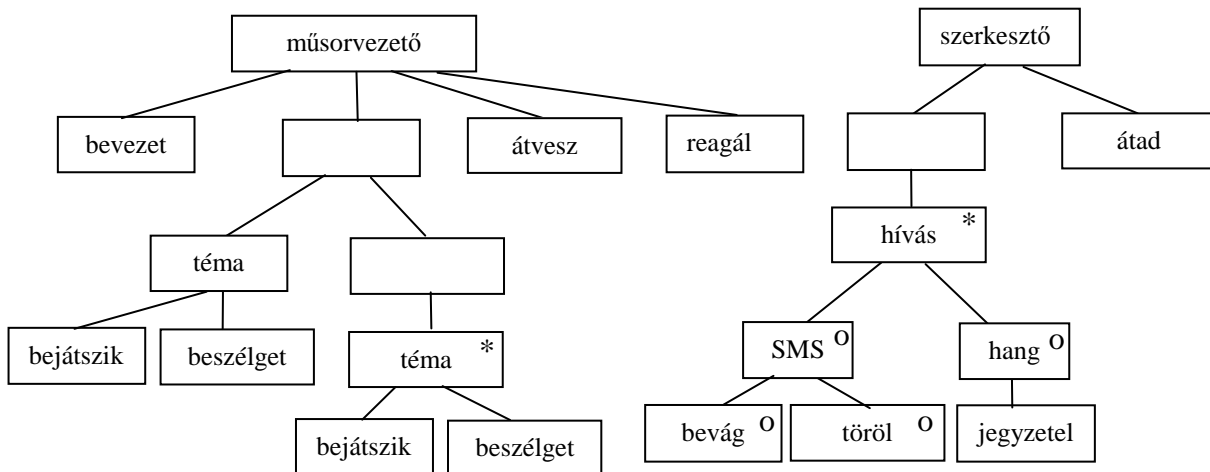 műsorvezető
szerkesztő
bevezet
átvesz
reagál
átad
hívás *
téma
bejátszik
beszélget
téma *
SMS o
hang o
bejátszik
beszélget
bevág o
töröl o
jegyzetel